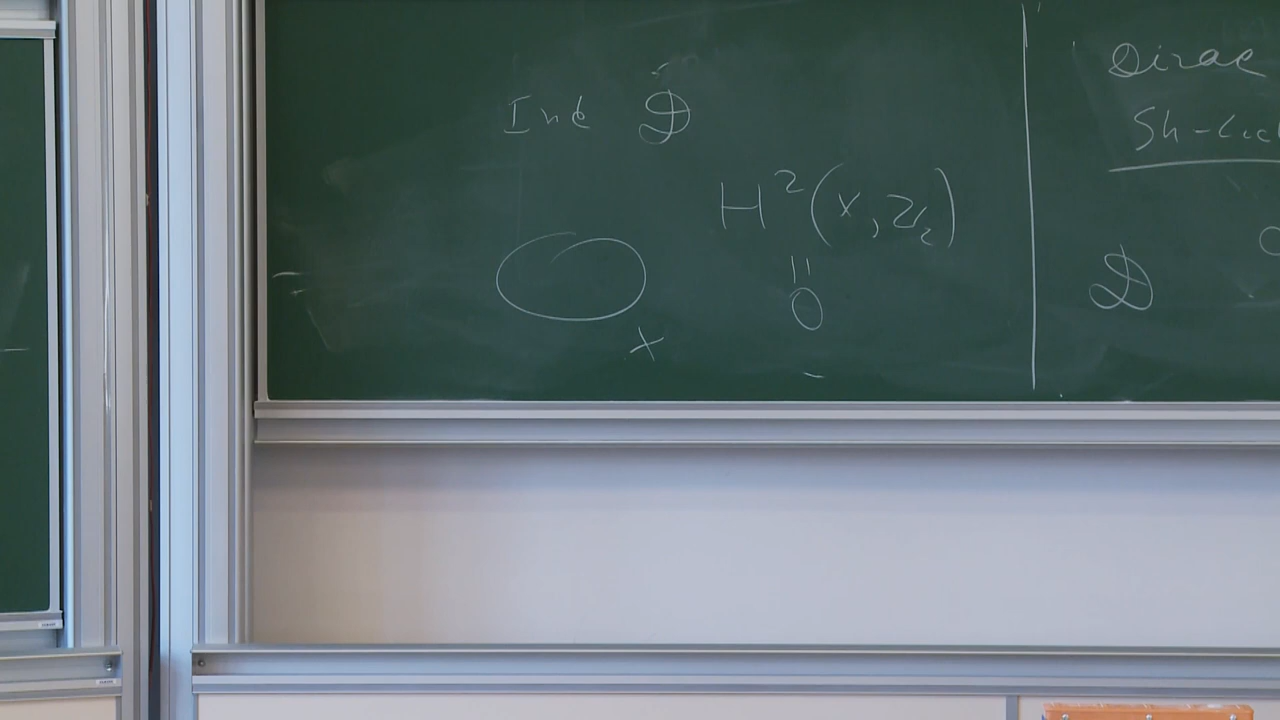 Ind D
H²(x, Z₂)
||
0
x
Dirac
Sh-Lic
D